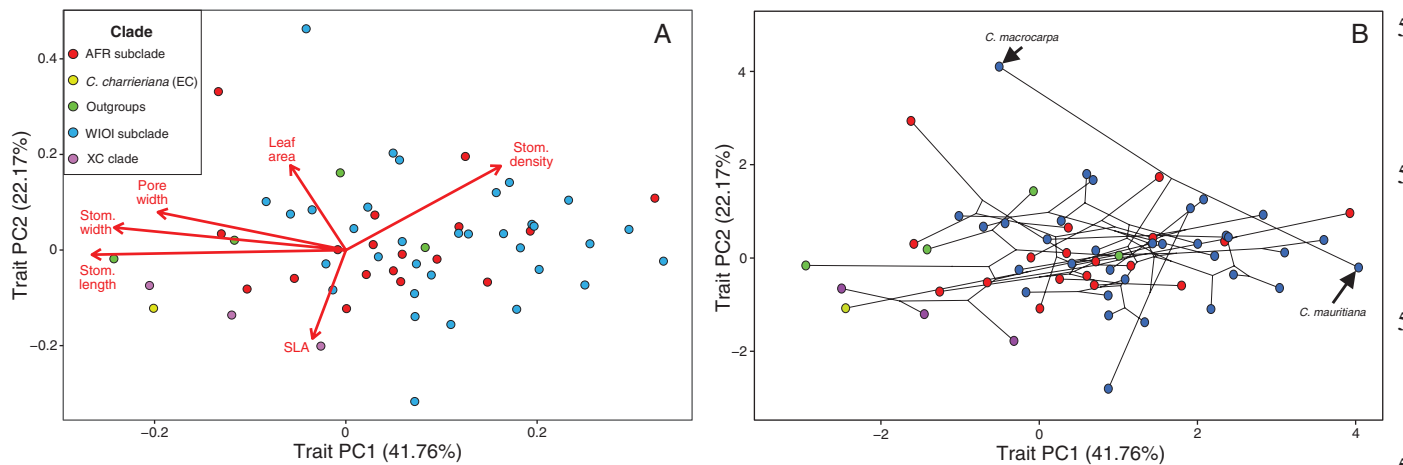 A
Clade
AFR subclade
C. charrieriana (EC)
Outgroups
WIOI subclade
XC clade
Leaf
area
Stom.
density
Pore
width
Stom.
width
Stom.
length
SLA
0.4
0.2
0
−0.2
−0.2
0
0.2
Trait PC2 (22.17%)
Trait PC1 (41.76%)
B
C. macrocarpa
C. mauritiana
4
2
0
−2
−2
0
2
4
Trait PC2 (22.17%)
Trait PC1 (41.76%)